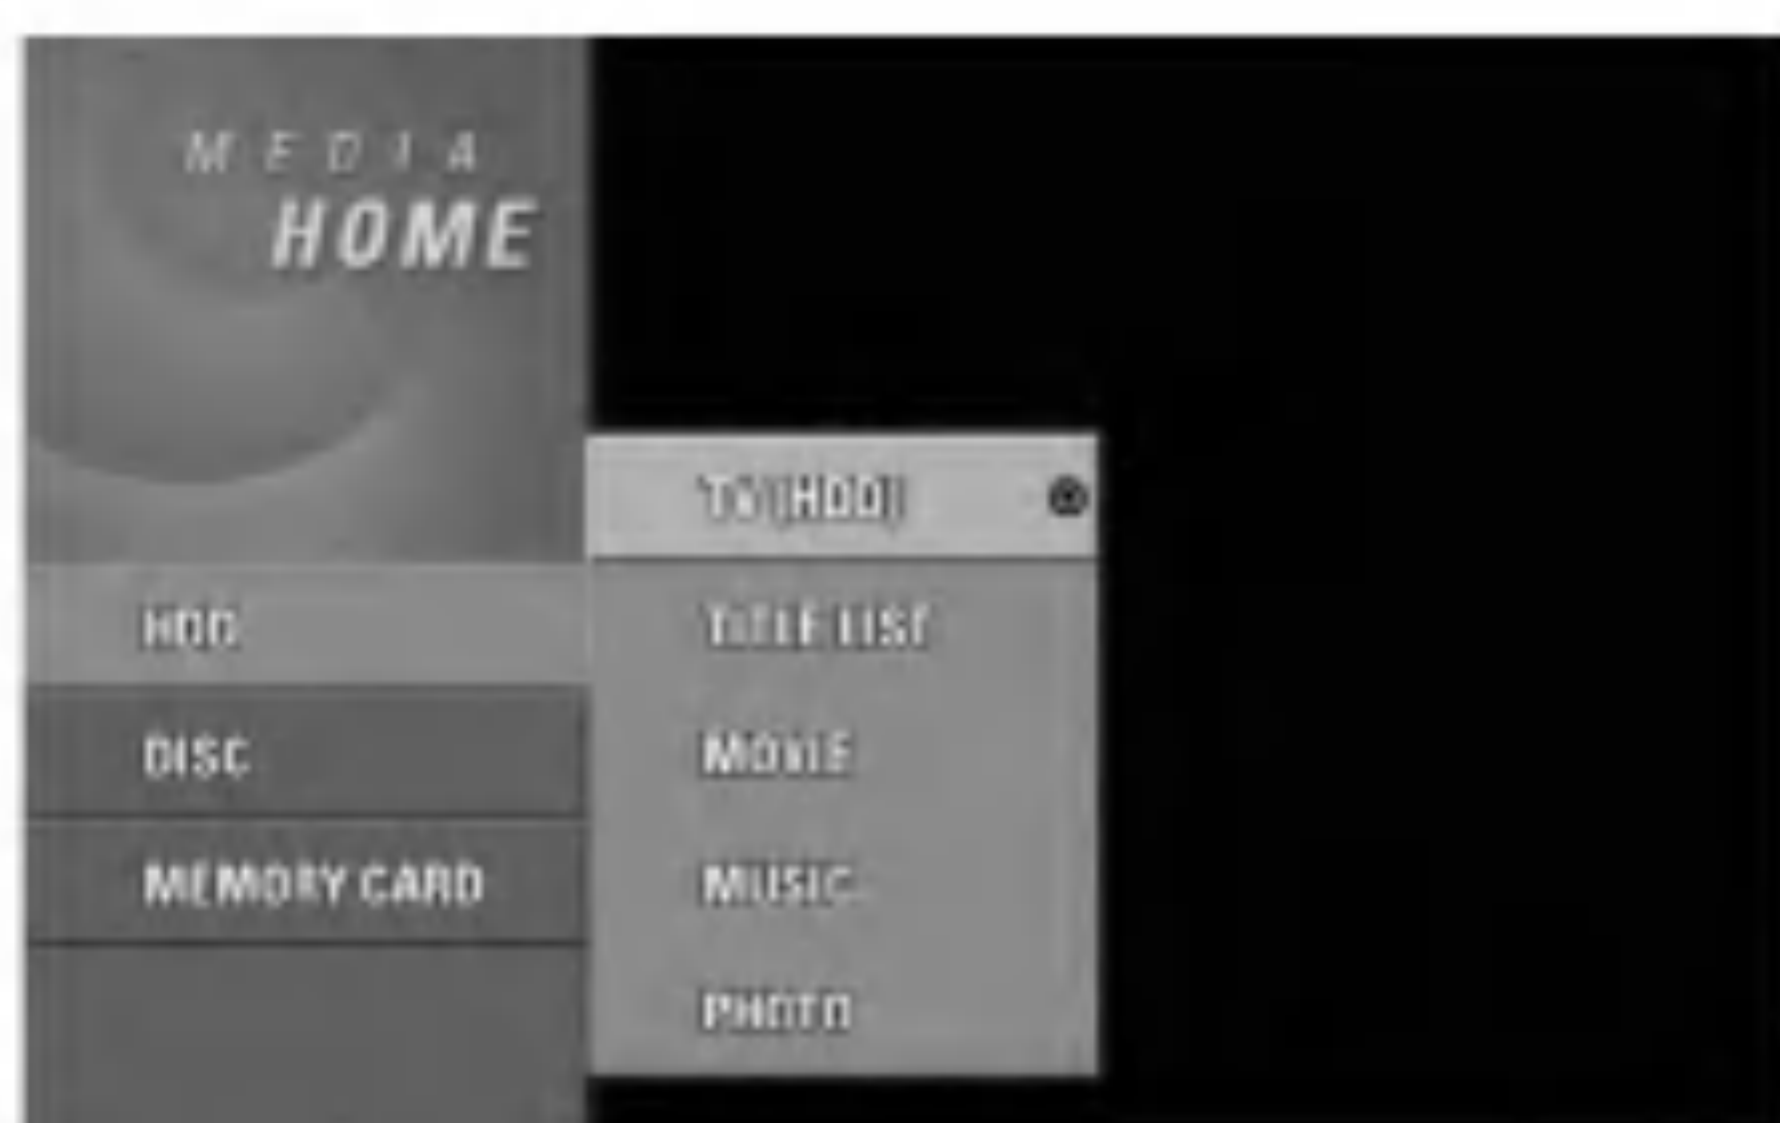 MEDIA
HOME
HDD
DISC
MEMORY CARD
TV (HDD)
TITLE LIST
MOVIE
MUSIC
PHOTO